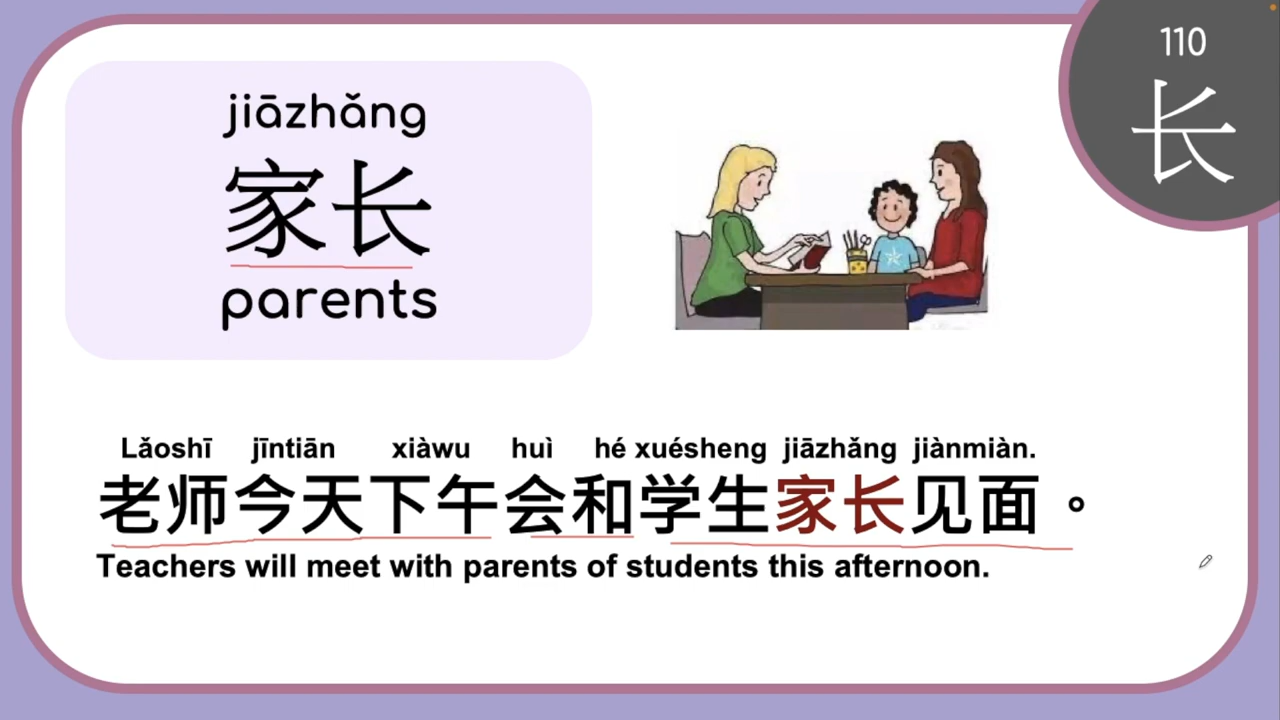 110
长
jiāzhǎng
家长
parents
Lǎoshī jīntiān xiàwu huì hé xuésheng jiāzhǎng jiànmiàn.
老师今天下午会和学生家长见面。
Teachers will meet with parents of students this afternoon.